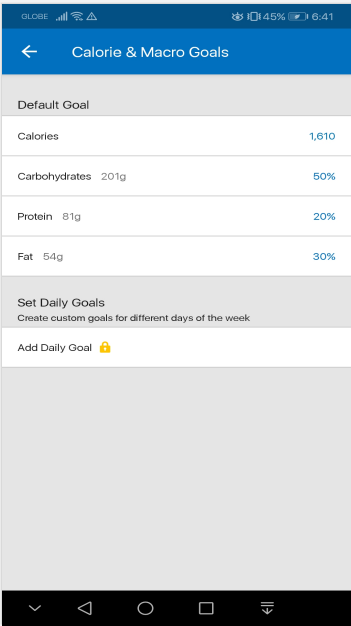 GLOBE 45% 6:41
Calorie & Macro Goals
Default Goal
Calories 1,610
Carbohydrates 201g 50%
Protein 81g 20%
Fat 54g 30%
Set Daily Goals
Create custom goals for different days of the week
Add Daily Goal